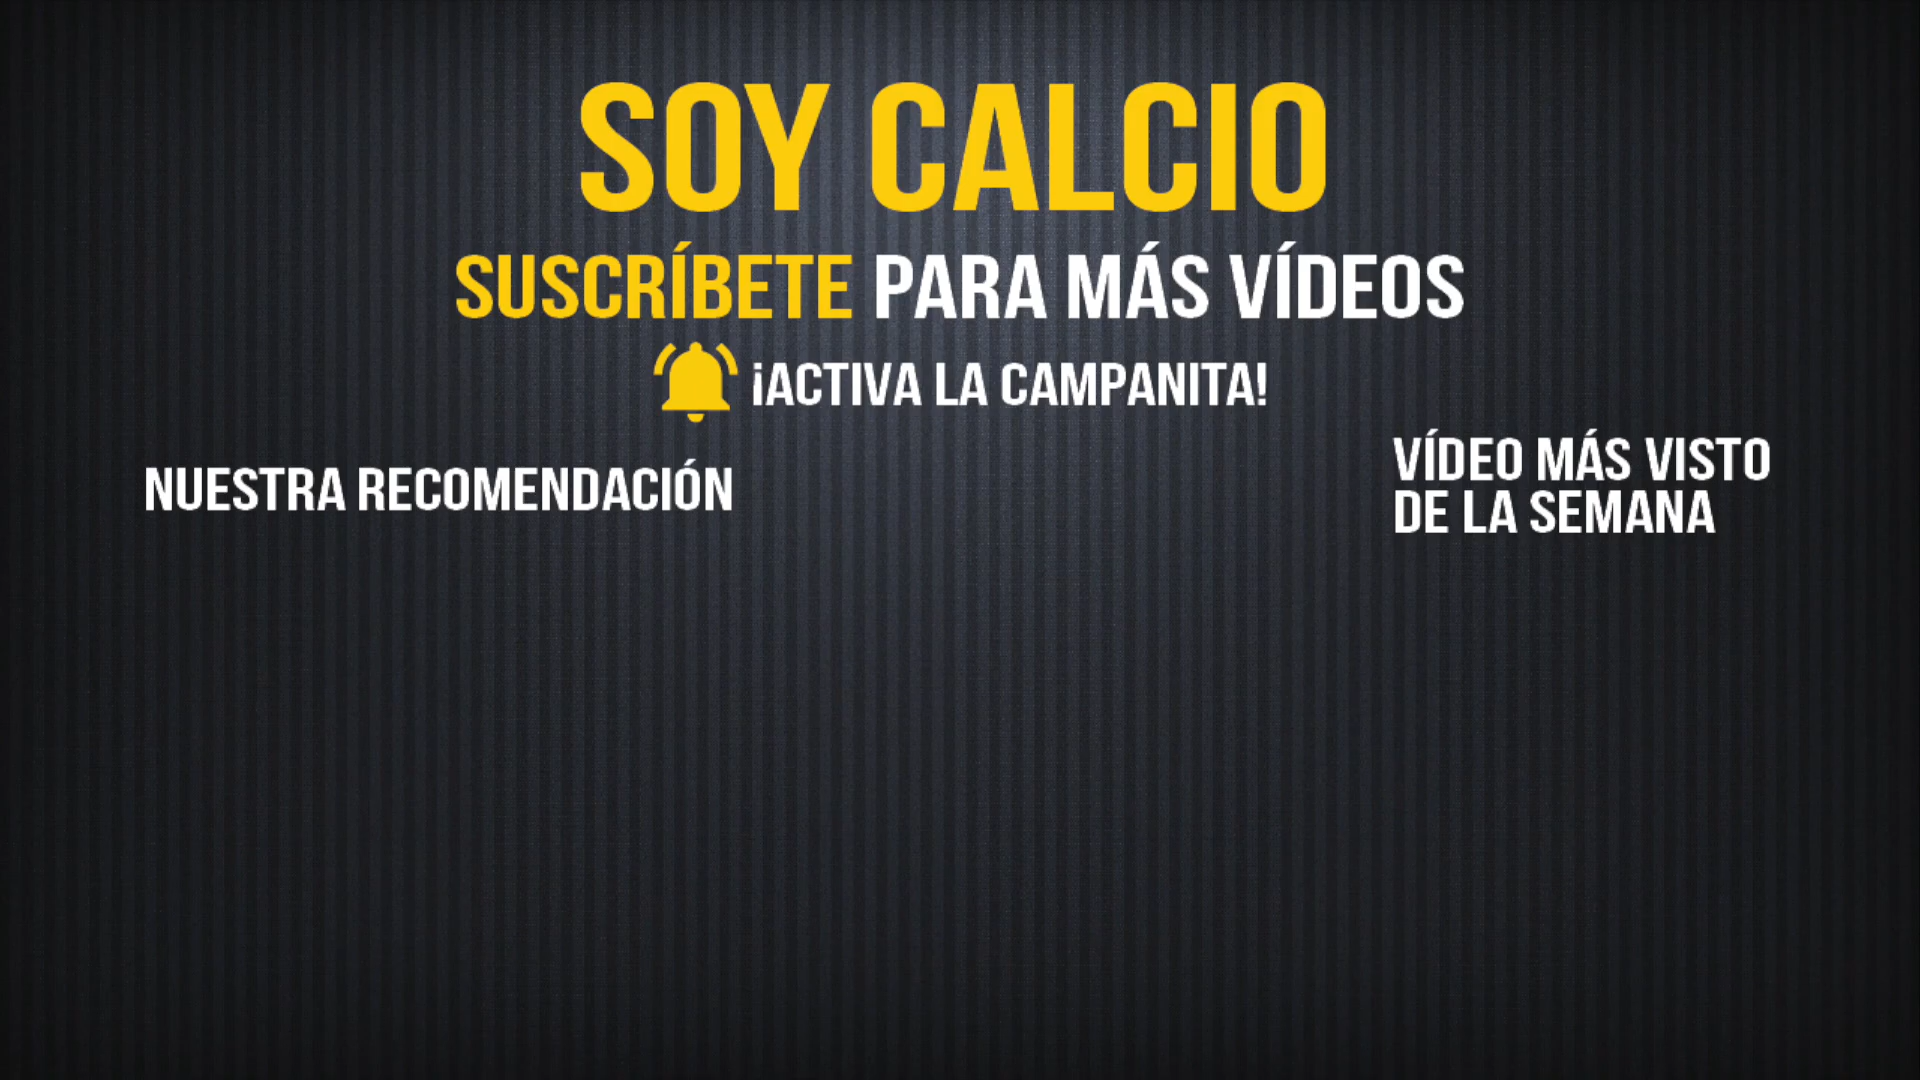 SOY CALCIO
SUSCRÍBETE PARA MÁS VÍDEOS
¡ACTIVA LA CAMPANITA!
NUESTRA RECOMENDACIÓN
VÍDEO MÁS VISTO
DE LA SEMANA